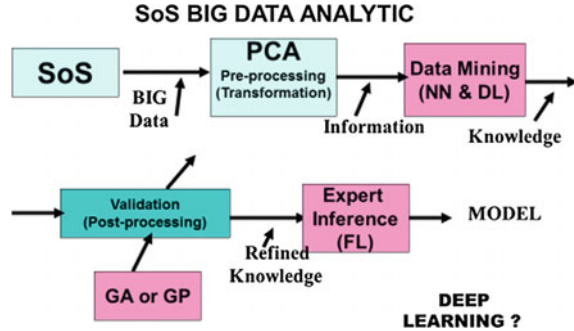 SoS BIG DATA ANALYTIC
SoS
BIG
Data
PCA
Pre-processing
(Transformation)
Information
Data Mining
(NN & DL)
Knowledge
Validation
(Post-processing)
GA or GP
Refined
Knowledge
Expert
Inference
(FL)
MODEL
DEEP
LEARNING ?